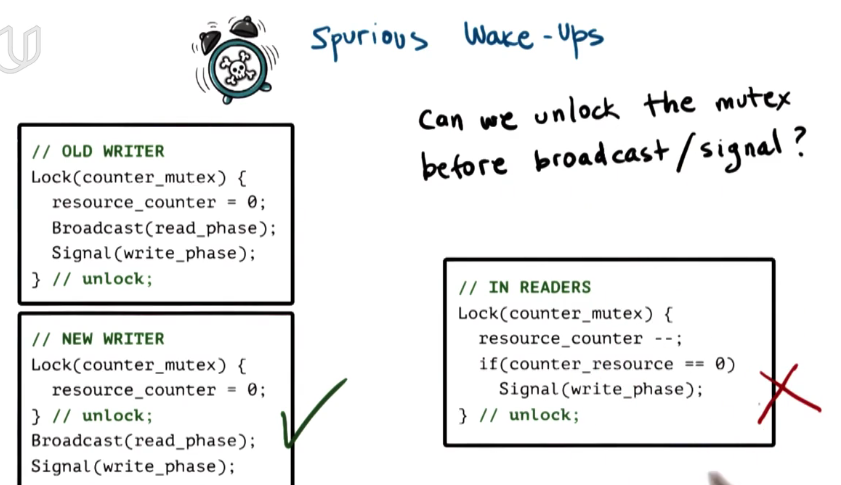 Spurious Wake-Ups
can we unlock the mutex
before broadcast/signal?
// OLD WRITER
Lock(counter_mutex) {
resource_counter = 0;
Broadcast(read_phase);
Signal(write_phase);
} // unlock;
// NEW WRITER
Lock(counter_mutex) {
resource_counter = 0;
} // unlock;
Broadcast(read_phase);
Signal(write_phase);
// IN READERS
Lock(counter_mutex) {
resource_counter --;
if(counter_resource == 0)
Signal(write_phase);
} // unlock;